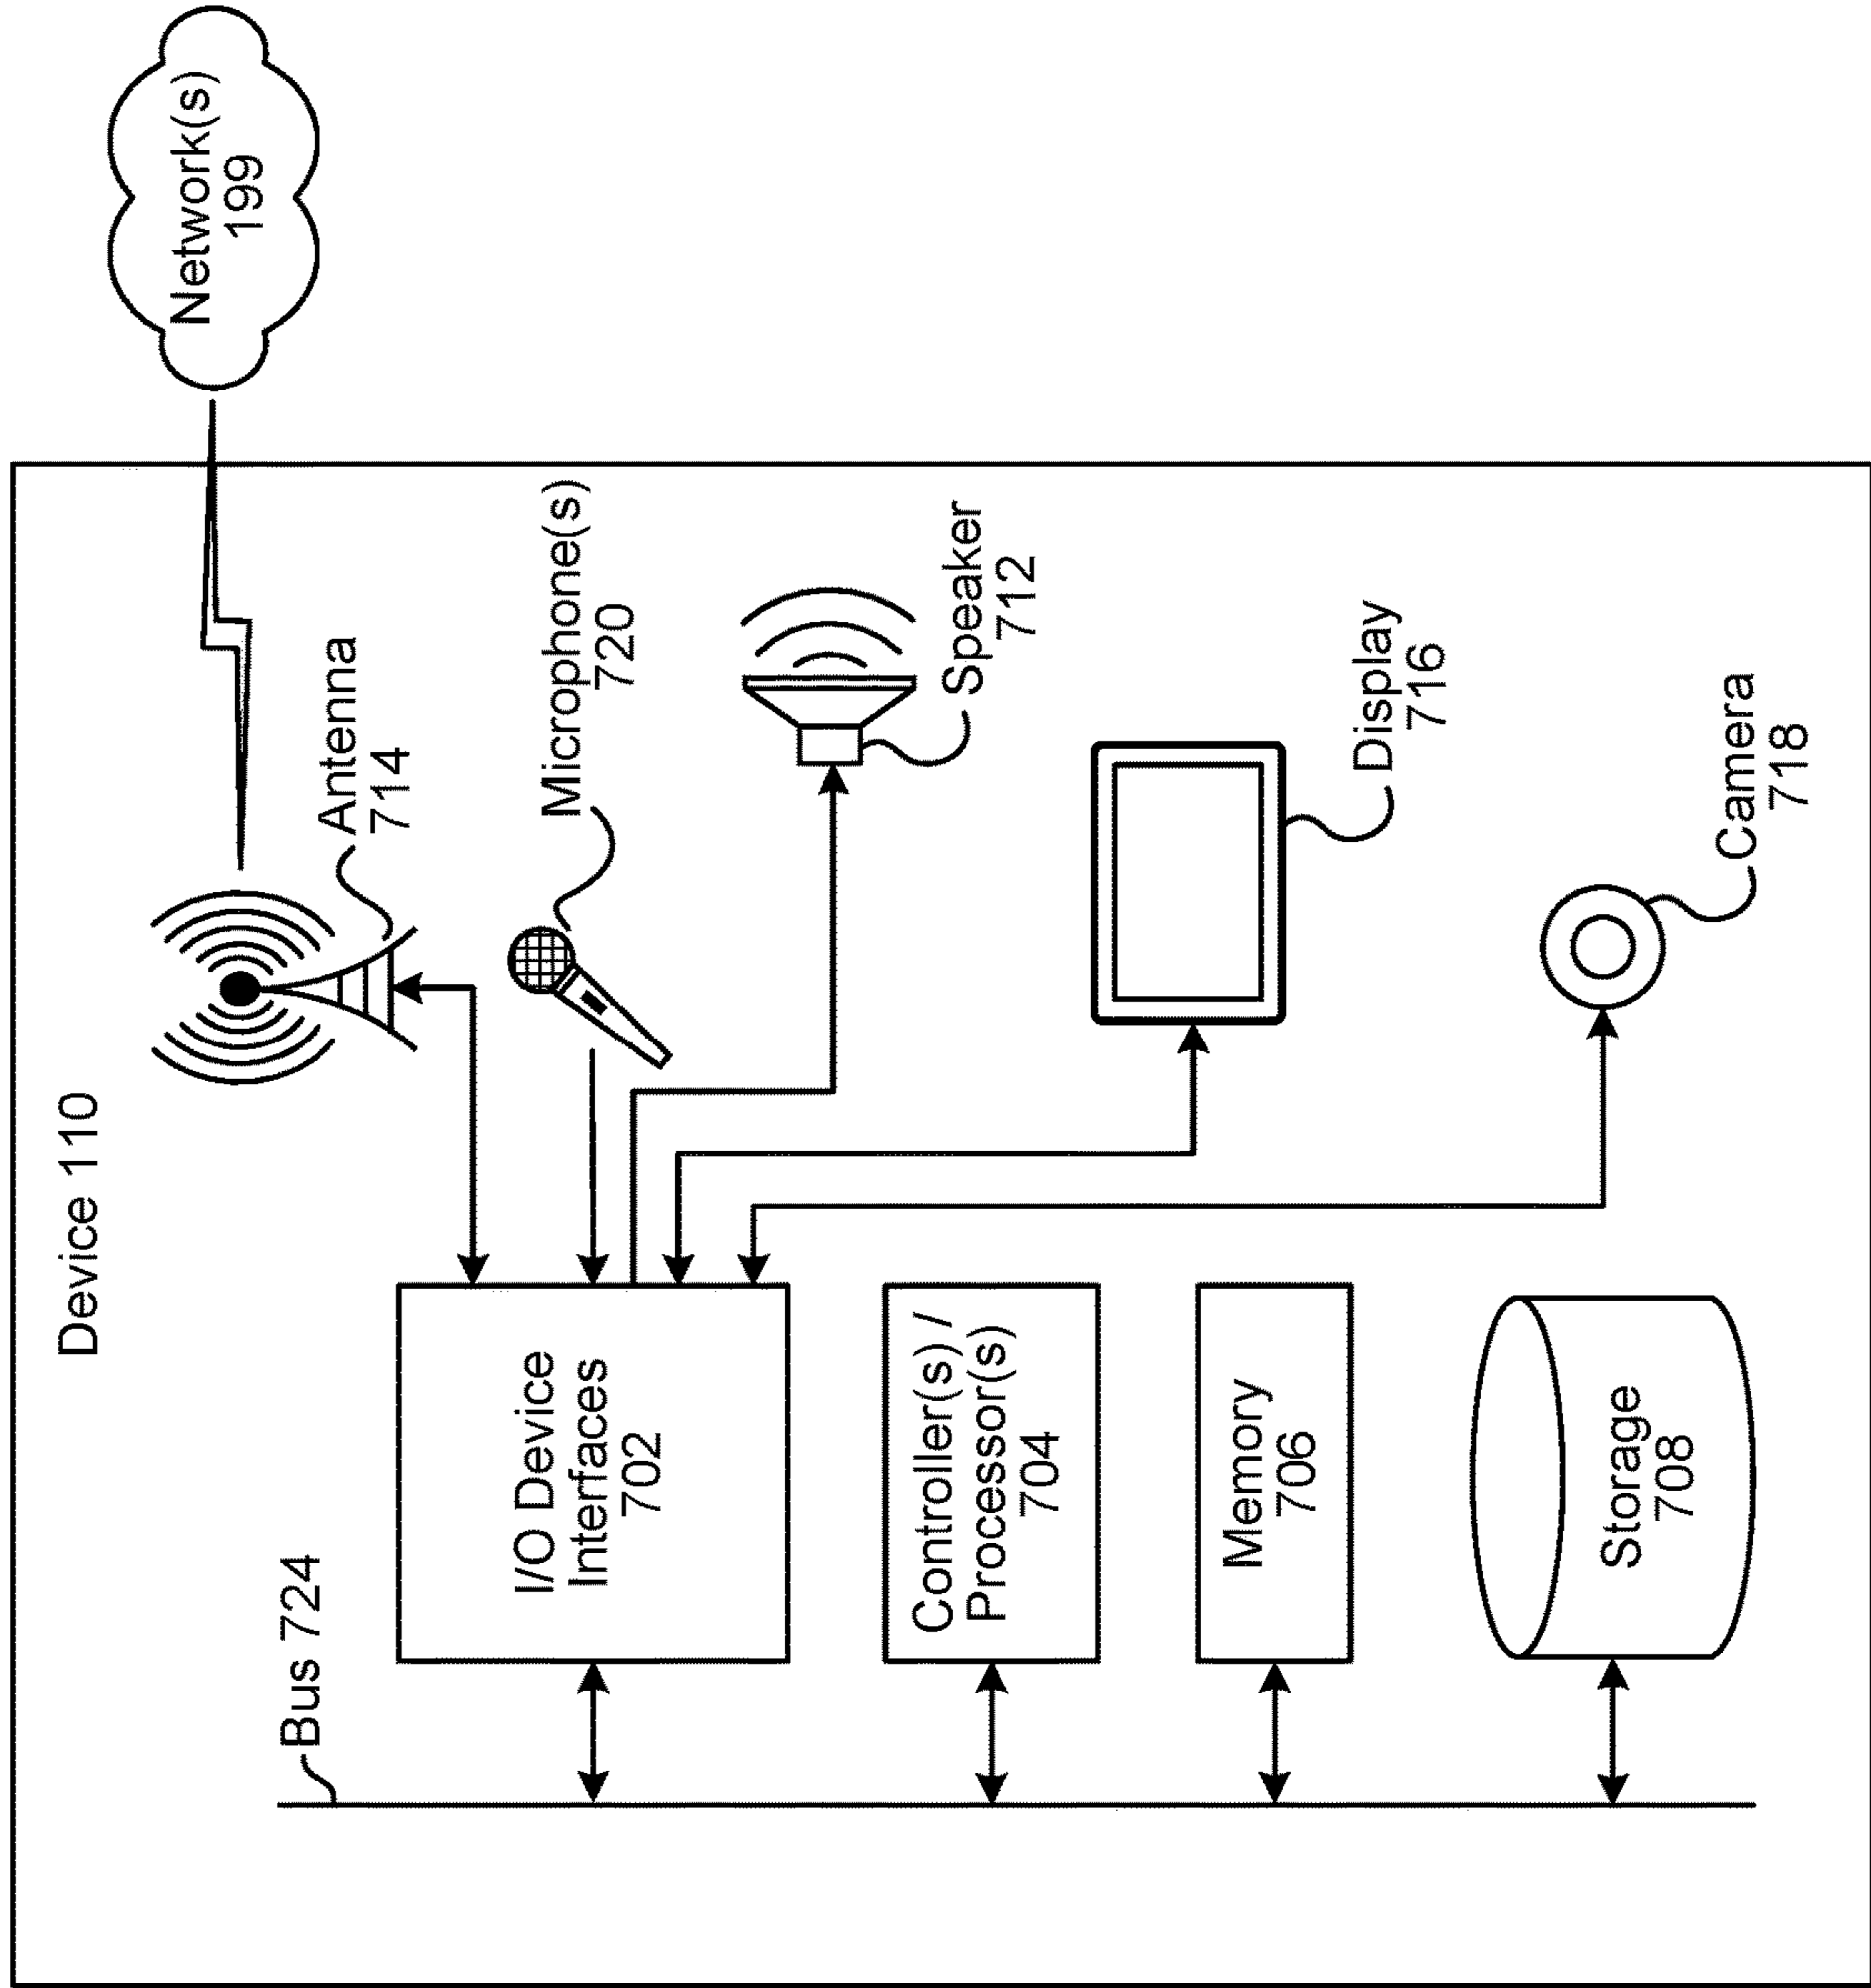 Device 110
Network(s)
199
Antenna
714
Bus 724
I/O Device
Interfaces
702
Microphone(s)
720
Speaker
712
Controller(s) /
Processor(s)
704
Display
716
Memory
706
Camera
718
Storage
708